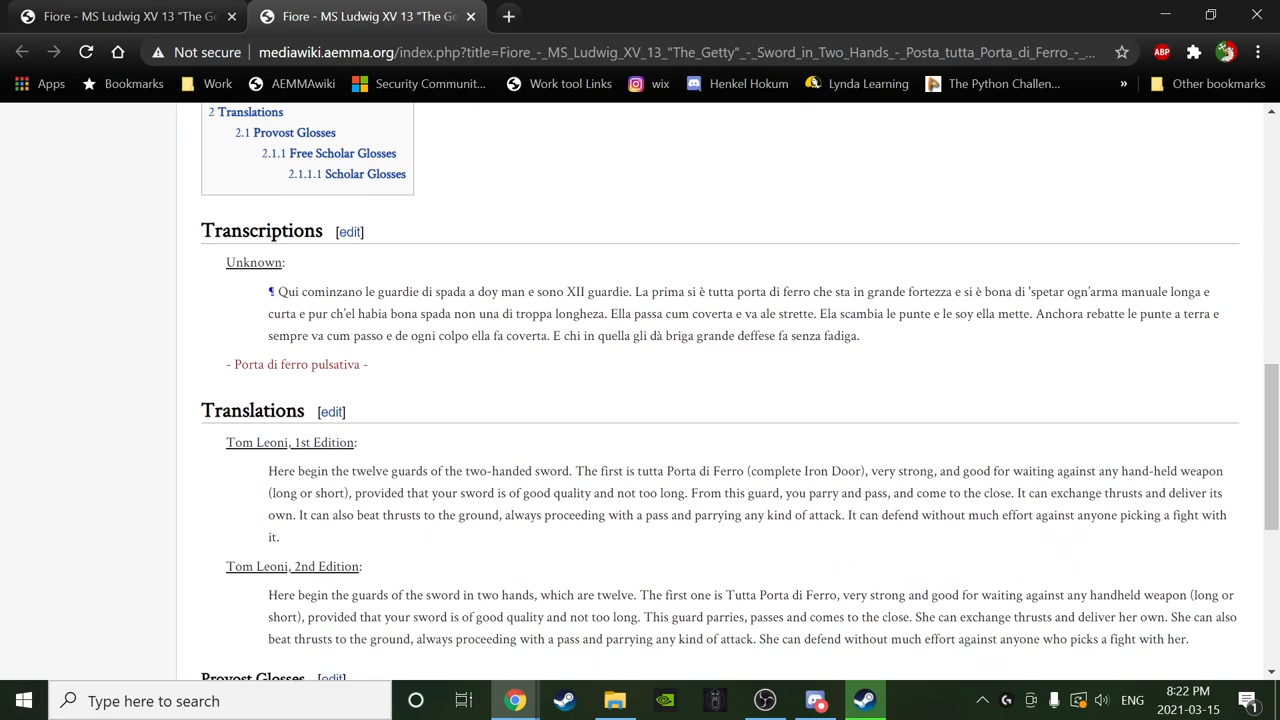 Fiore - MS Ludwig XV 13 "The Ge
Fiore - MS Ludwig XV 13 "The Get
Not secure
mediawiki.aemma.org/index.php?title=Fiore_-_MS_Ludwig_XV_13_"The_Getty"_-_Sword_in_Two_Hands_-_Posta_tutta_Porta_di_Ferro_-_...
ABP
Apps
Bookmarks
Work
AEMMAwiki
Security Communit...
Work tool Links
wix
Henkel Hokum
Lynda Learning
The Python Challen...
»
Other bookmarks
2 Translations
2.1 Provost Glosses
2.1.1 Free Scholar Glosses
2.1.1.1 Scholar Glosses
Transcriptions [edit]
Unknown:
¶ Qui cominzano le guardie di spada a doy man e sono XII guardie. La prima si è tutta porta di ferro che sta in grande fortezza e si è bona di 'spetar ogn’arma manuale longa e
curta e pur ch’el habia bona spada non una di troppa longheza. Ella passa cum coverta e va ale strette. Ela scambia le punte e le soy ella mette. Anchora rebatte le punte a terra e
sempre va cum passo e de ogni colpo ella fa coverta. E chi in quella gli dà briga grande deffese fa senza fadiga.
- Porta di ferro pulsativa -
Translations [edit]
Tom Leoni, 1st Edition:
Here begin the twelve guards of the two-handed sword. The first is tutta Porta di Ferro (complete Iron Door), very strong, and good for waiting against any hand-held weapon
(long or short), provided that your sword is of good quality and not too long. From this guard, you parry and pass, and come to the close. It can exchange thrusts and deliver its
own. It can also beat thrusts to the ground, always proceeding with a pass and parrying any kind of attack. It can defend without much effort against anyone picking a fight with
it.
Tom Leoni, 2nd Edition:
Here begin the guards of the sword in two hands, which are twelve. The first one is Tutta Porta di Ferro, very strong and good for waiting against any handheld weapon (long or
short), provided that your sword is of good quality and not too long. This guard parries, passes and comes to the close. She can exchange thrusts and deliver her own. She can also
beat thrusts to the ground, always proceeding with a pass and parrying any kind of attack. She can defend without much effort against anyone who picks a fight with her.
Provost Glosses [edit]
Type here to search
ENG
8:22 PM
2021-03-15
1